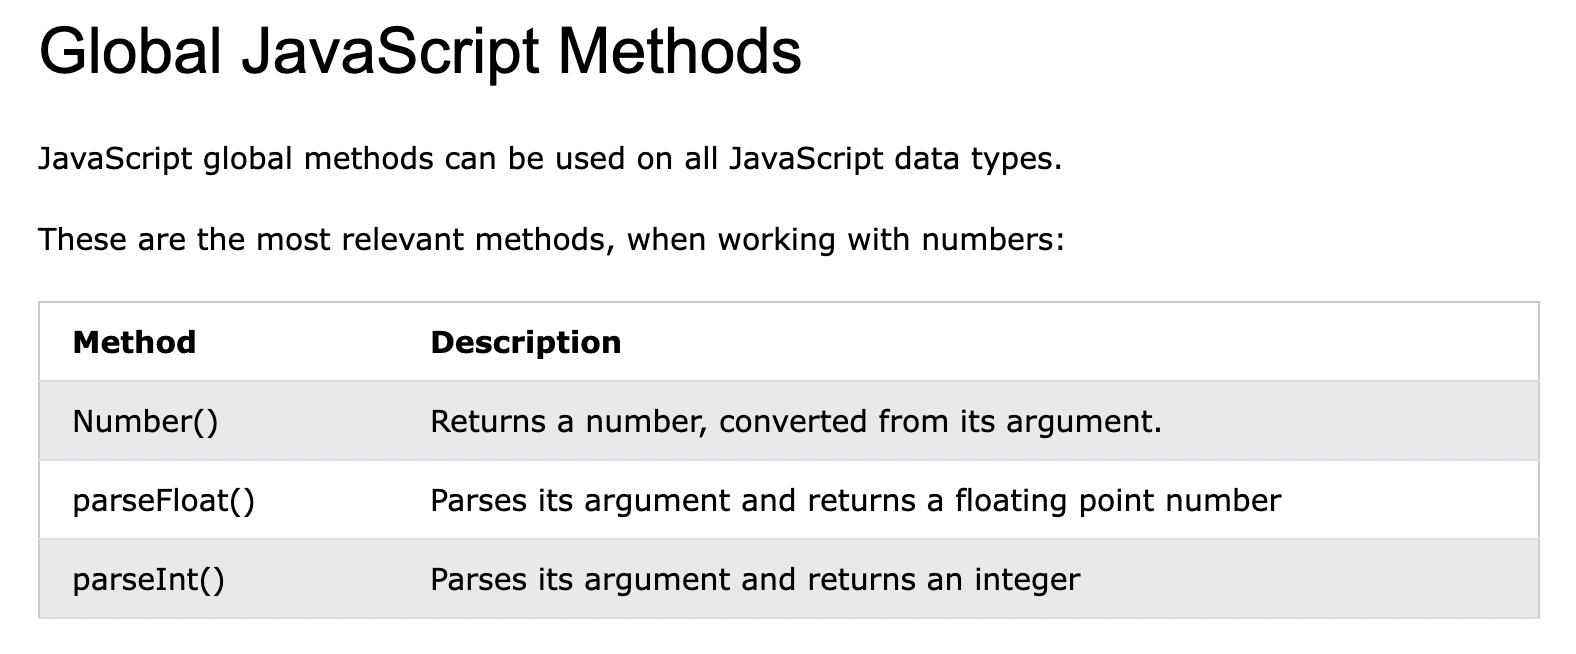 Global JavaScript Methods
JavaScript global methods can be used on all JavaScript data types.
These are the most relevant methods, when working with numbers:
Method Description
Number() Returns a number, converted from its argument.
parseFloat() Parses its argument and returns a floating point number
parseInt() Parses its argument and returns an integer